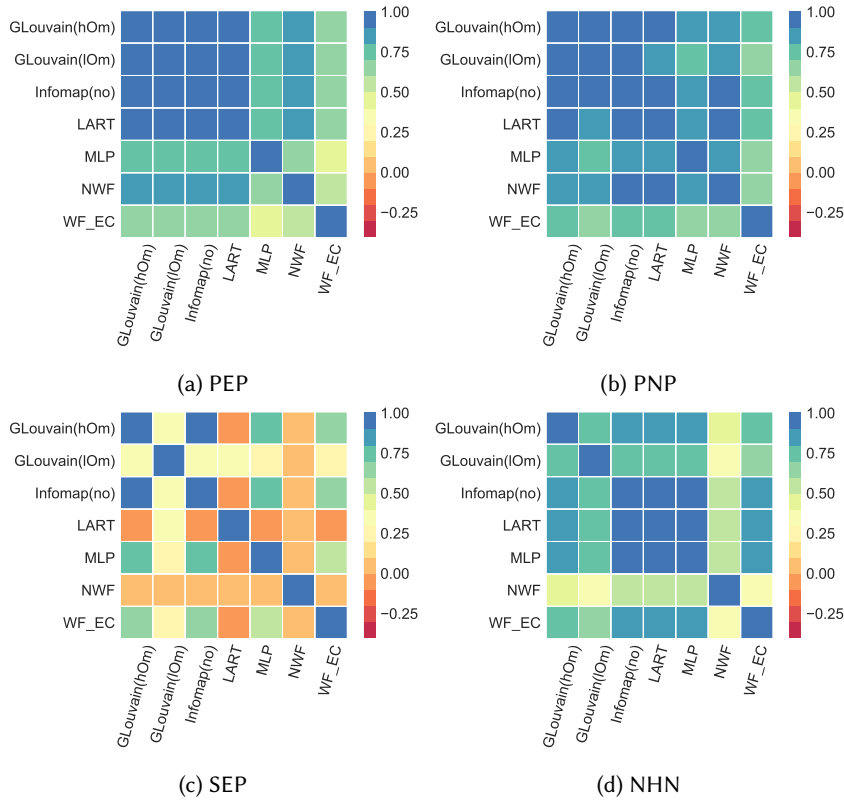 GLouvain(hOm)
GLouvain(lOm)
Infomap(no)
LART
MLP
NWF
WF_EC
GLouvain(hOm)
GLouvain(lOm)
Infomap(no)
LART
MLP
NWF
WF_EC
1.00
0.75
0.50
0.25
0.00
−0.25
(a) PEP
GLouvain(hOm)
GLouvain(lOm)
Infomap(no)
LART
MLP
NWF
WF_EC
GLouvain(hOm)
GLouvain(lOm)
Infomap(no)
LART
MLP
NWF
WF_EC
1.00
0.75
0.50
0.25
0.00
−0.25
(b) PNP
GLouvain(hOm)
GLouvain(lOm)
Infomap(no)
LART
MLP
NWF
WF_EC
GLouvain(hOm)
GLouvain(lOm)
Infomap(no)
LART
MLP
NWF
WF_EC
1.00
0.75
0.50
0.25
0.00
−0.25
(c) SEP
GLouvain(hOm)
GLouvain(lOm)
Infomap(no)
LART
MLP
NWF
WF_EC
GLouvain(hOm)
GLouvain(lOm)
Infomap(no)
LART
MLP
NWF
WF_EC
1.00
0.75
0.50
0.25
0.00
−0.25
(d) NHN